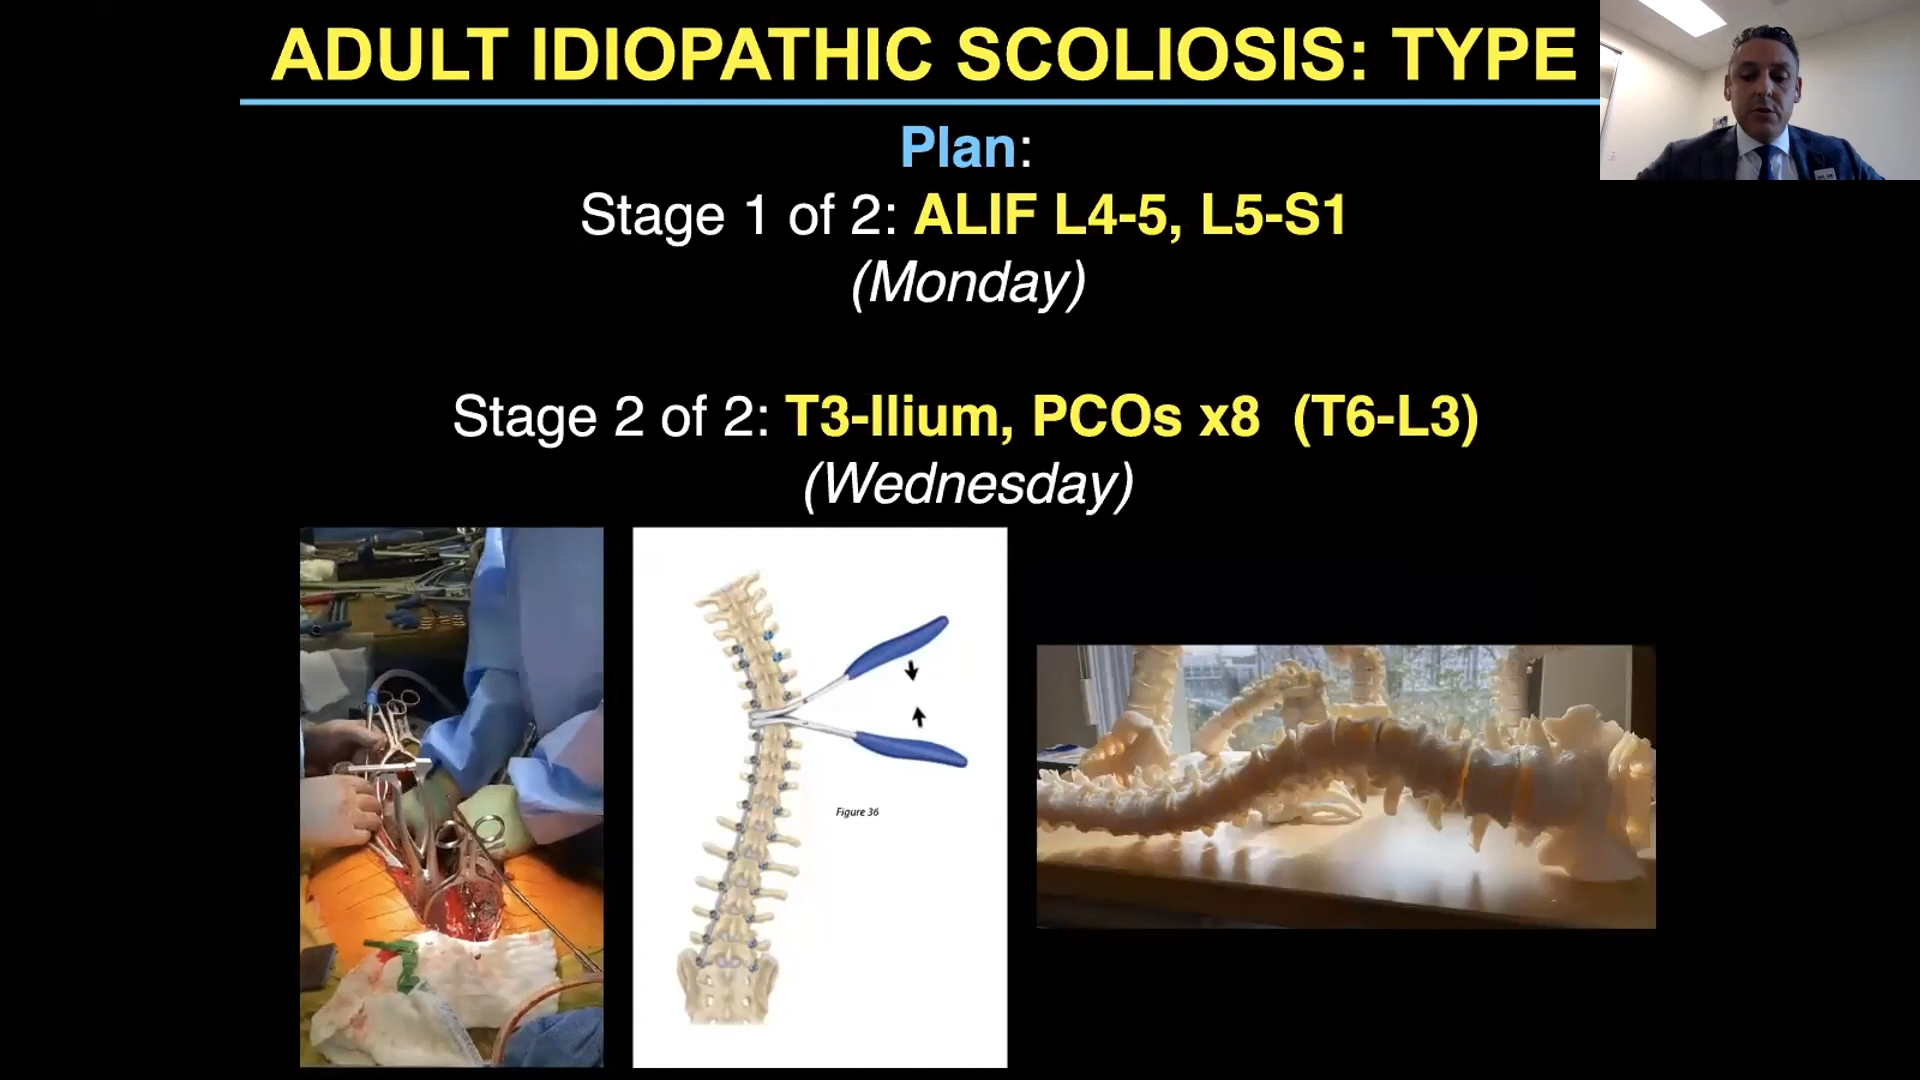 ADULT IDIOPATHIC SCOLIOSIS: TYPE
Plan:
Stage 1 of 2: ALIF L4-5, L5-S1
(Monday)
Stage 2 of 2: T3-Ilium, PCOs x8 (T6-L3)
(Wednesday)
Figure 36